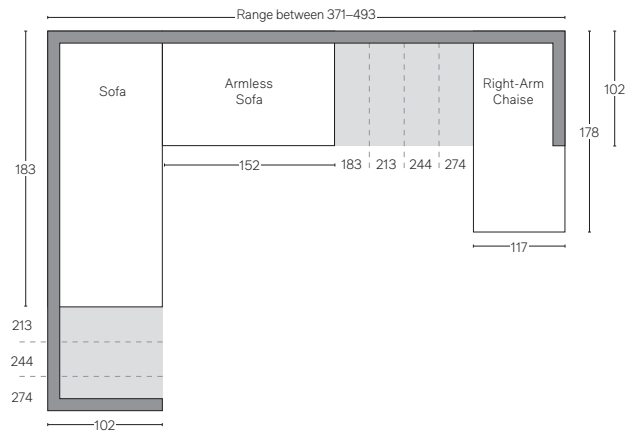 Range between 371–493
Sofa
Armless
Sofa
Right-Arm
Chaise
102
178
183
152
183 213 244 274
117
213
244
274
102